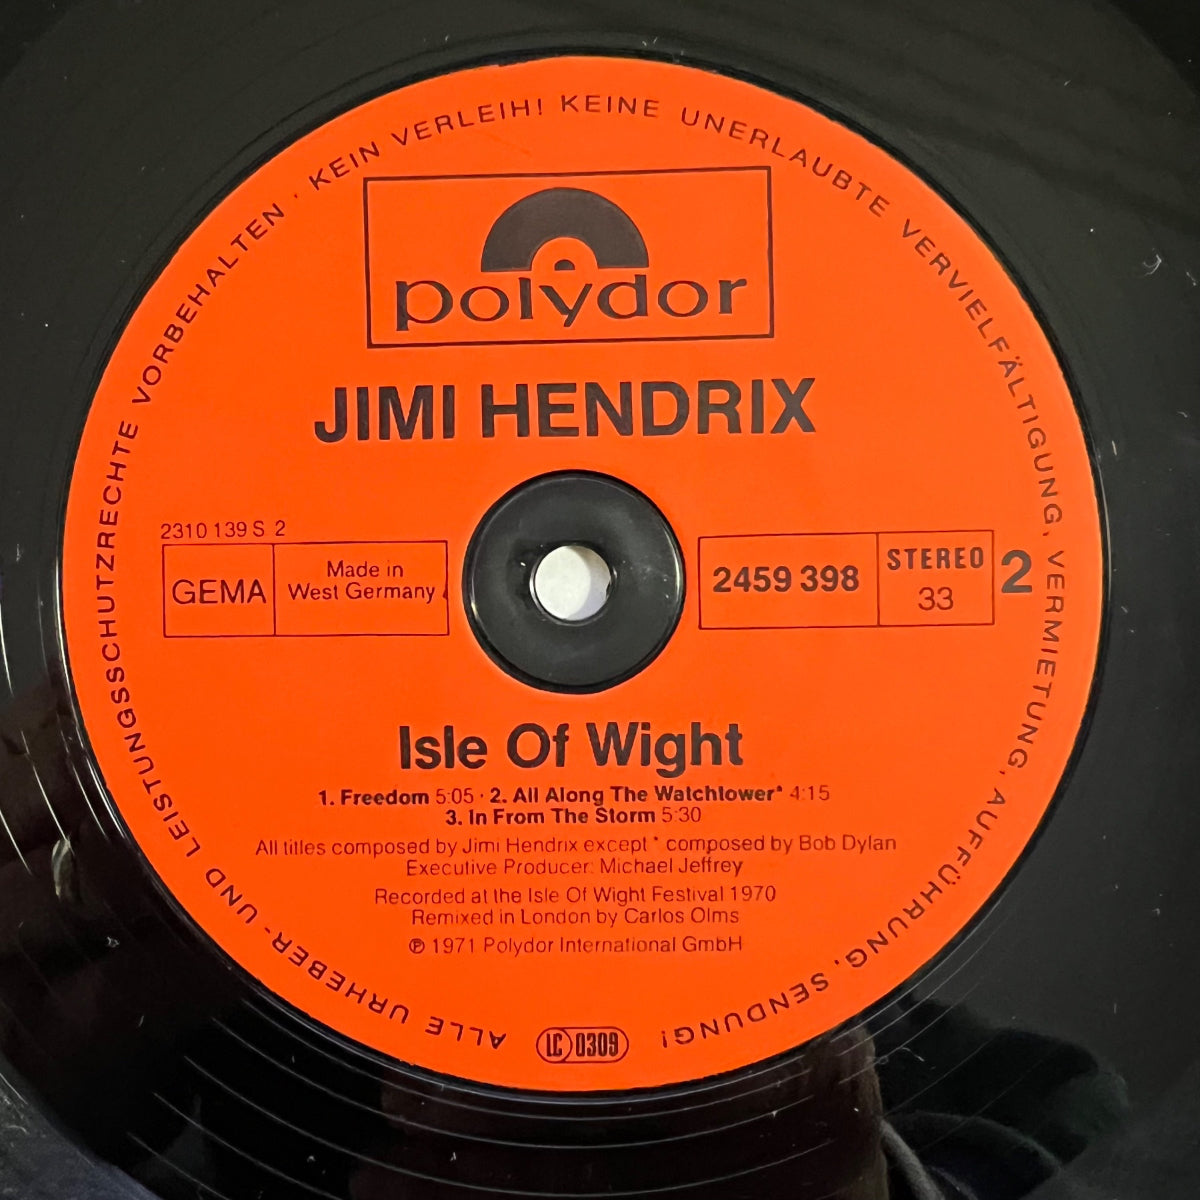 ALLE URHEBER- UND LEISTUNGSSCHUTZRECHTE VORBEHALTEN · KEIN VERLEIH! KEINE UNERLAUBTE VERVIELFÄLTIGUNG, VERMIETUNG, AUFFÜHRUNG, SENDUNG!
polydor
JIMI HENDRIX
2310 139 S 2
GEMA
Made in
West Germany
2459 398
STEREO
33
2
Isle Of Wight
1. Freedom 5:05 · 2. All Along The Watchtower* 4:15
3. In From The Storm 5:30
All titles composed by Jimi Hendrix except * composed by Bob Dylan
Executive Producer: Michael Jeffrey
Recorded at the Isle Of Wight Festival 1970
Remixed in London by Carlos Olms
℗ 1971 Polydor International GmbH
LC 0309